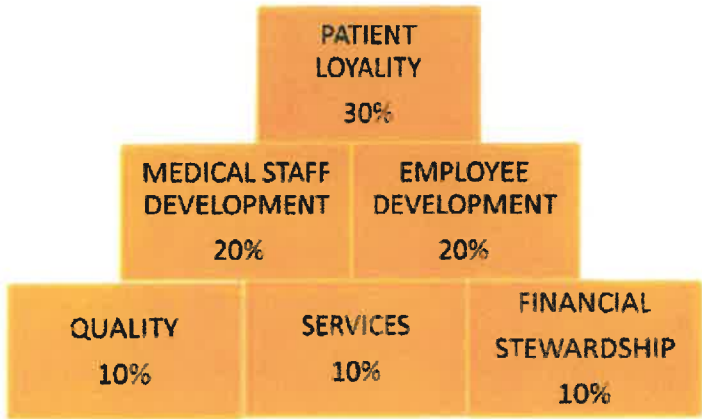 PATIENT
LOYALITY
30%
MEDICAL STAFF
DEVELOPMENT
20%
EMPLOYEE
DEVELOPMENT
20%
QUALITY
10%
SERVICES
10%
FINANCIAL
STEWARDSHIP
10%